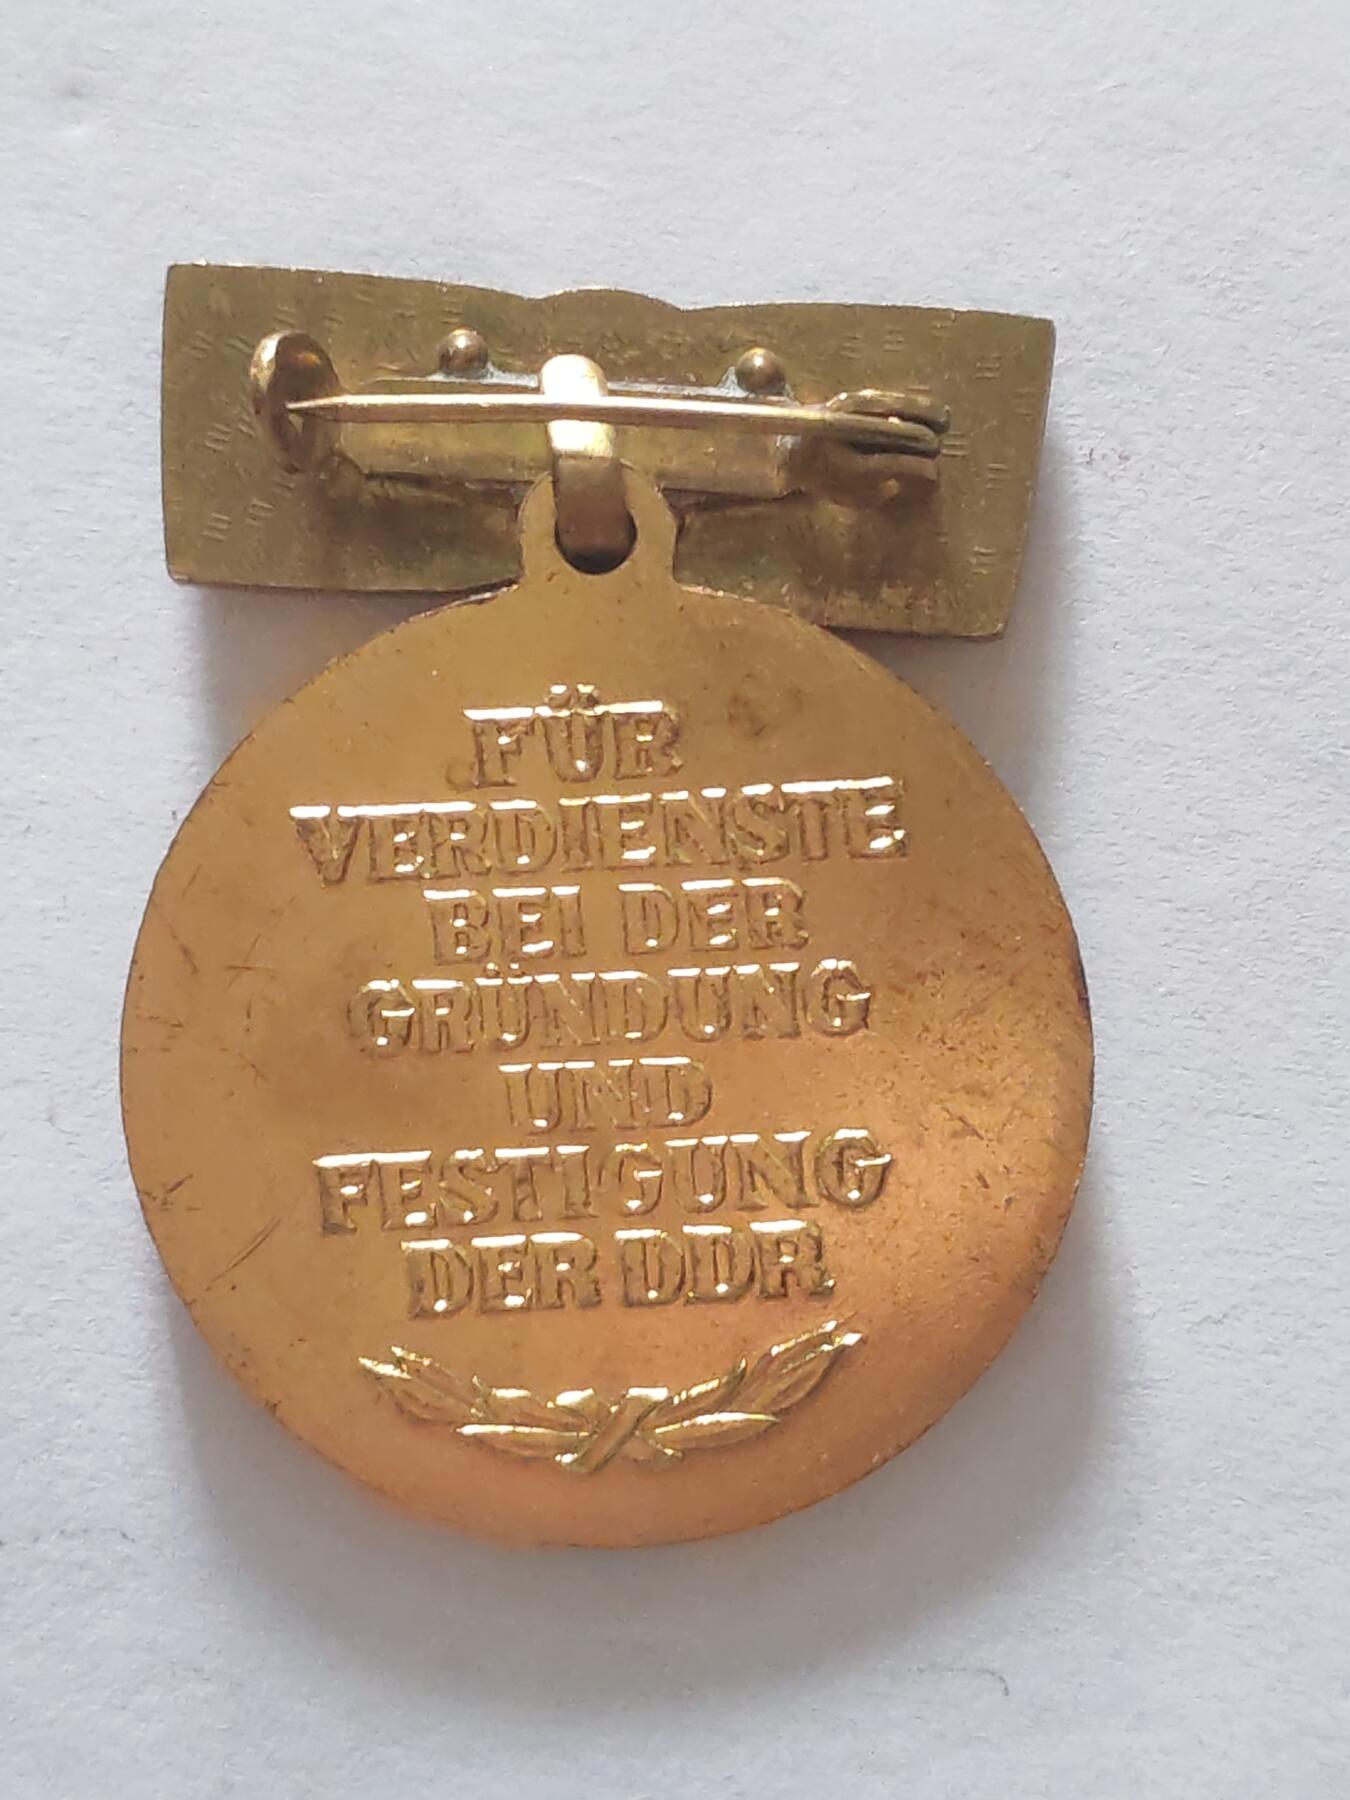 FÜR
VERDIENSTE
BEI DER
GRÜNDUNG
UND
FESTIGUNG
DER DDR